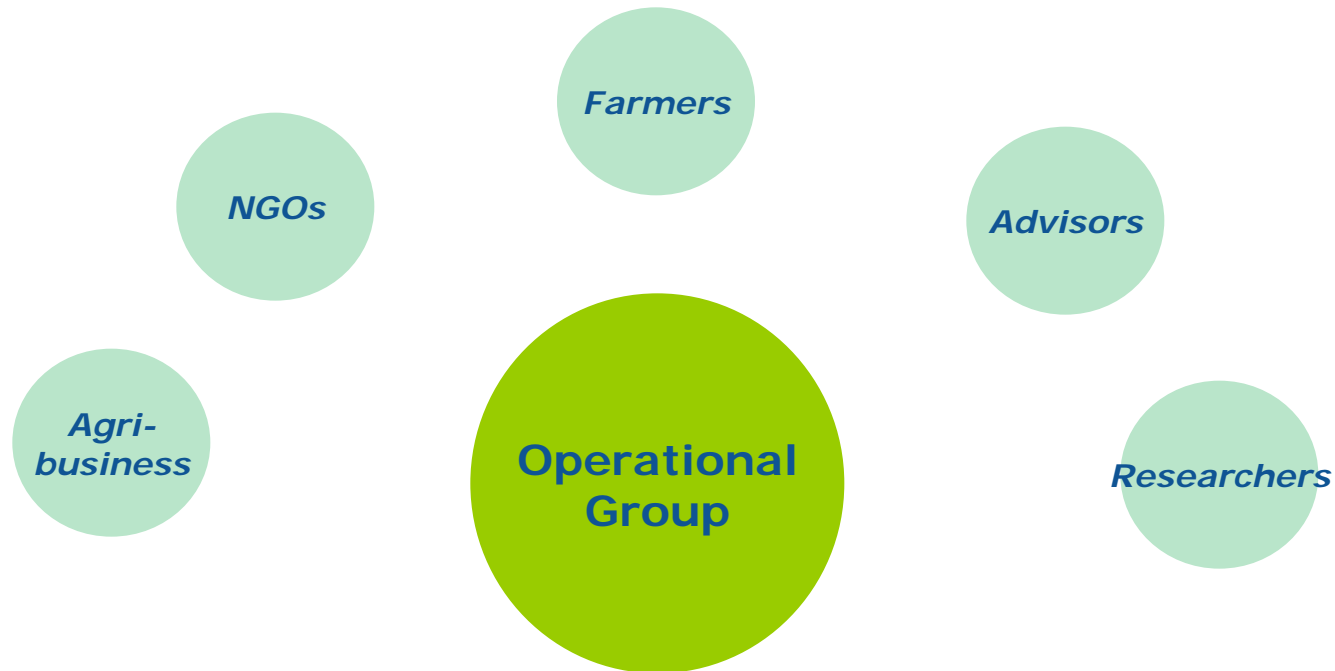 Farmers
NGOs
Advisors
Agri-
business
Operational
Group
Researchers